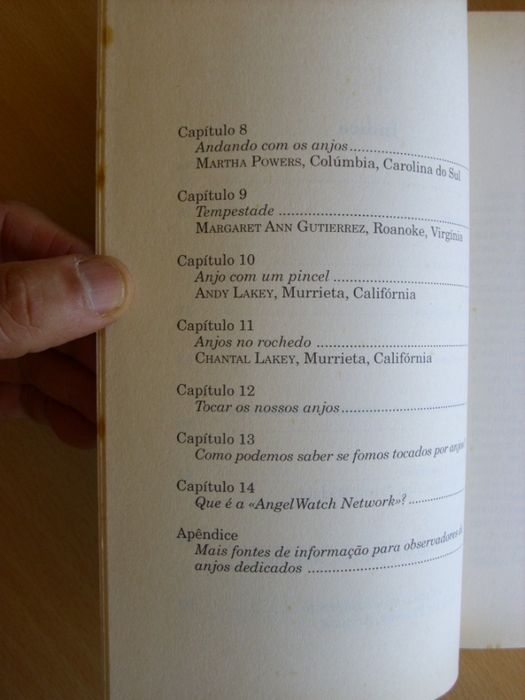 Capítulo 8
Andando com os anjos
MARTHA POWERS, Colúmbia, Carolina do Sul
Capítulo 9
Tempestade
MARGARET ANN GUTIERREZ, Roanoke, Virgínia
Capítulo 10
Anjo com um pincel
ANDY LAKEY, Murrieta, Califórnia
Capítulo 11
Anjos no rochedo
CHANTAL LAKEY, Murrieta, Califórnia
Capítulo 12
Tocar os nossos anjos
Capítulo 13
Como podemos saber se fomos tocados por
Capítulo 14
Que é a «AngelWatch Network»?
Apêndice
Mais fontes de informação para observadores
anjos dedicados